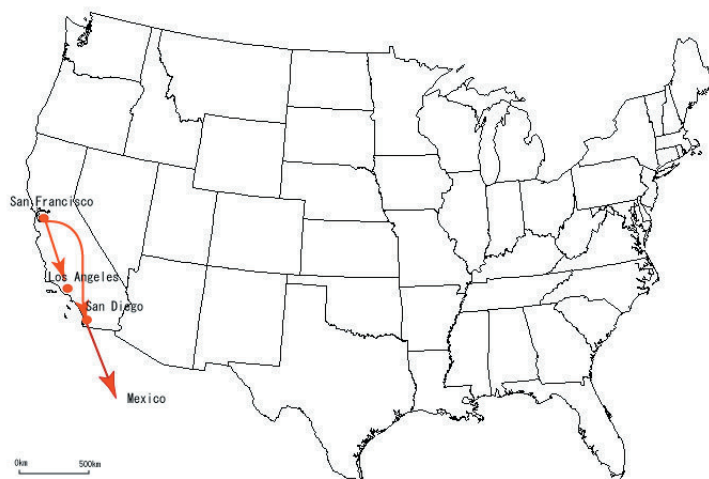 San Francisco
Los Angeles
San Diego
Mexico
0km 500km